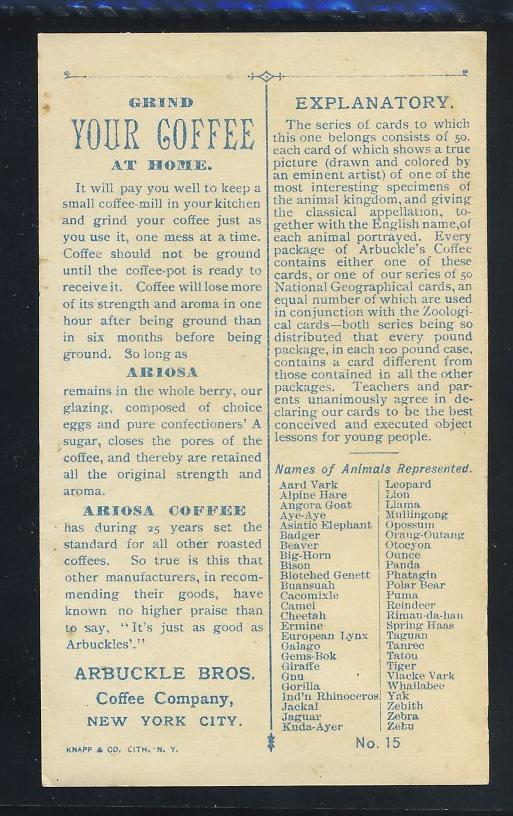 GRIND
YOUR COFFEE
AT HOME.
It will pay you well to keep a
small coffee-mill in your kitchen
and grind your coffee just as
you use it, one mess at a time.
Coffee should not be ground
until the coffee-pot is ready to
receive it. Coffee will lose more
of its strength and aroma in one
hour after being ground than
in six months before being
ground. So long as
ARIOSA
remains in the whole berry, our
glazing, composed of choice
eggs and pure confectioners' A
sugar, closes the pores of the
coffee, and thereby are retained
all the original strength and
aroma.
ARIOSA COFFEE
has during 25 years set the
standard for all other roasted
coffees. So true is this that
other manufacturers, in recom-
mending their goods, have
known no higher praise than
to say, "It's just as good as
Arbuckles'."
ARBUCKLE BROS.
Coffee Company,
NEW YORK CITY.
KNAPP & CO. LITH. N. Y.
EXPLANATORY.
The series of cards to which
this one belongs consists of 50,
each card of which shows a true
picture (drawn and colored by
an eminent artist) of one of the
most interesting specimens of
the animal kingdom, and giving
the classical appellation, to-
gether with the English name, of
each animal portrayed. Every
package of Arbuckle's Coffee
contains either one of these
cards, or one of our series of 50
National Geographical cards, an
equal number of which are used
in conjunction with the Zoologi-
cal cards—both series being so
distributed that every pound
package, in each 100 pound case,
contains a card different from
those contained in all the other
packages. Teachers and par-
ents unanimously agree in de-
claring our cards to be the best
conceived and executed object
lessons for young people.
Names of Animals Represented.
Aard Vark
Alpine Hare
Angora Goat
Aye-Aye
Asiatic Elephant
Badger
Beaver
Big-Horn
Bison
Blotched Genett
Buansuah
Cacomixle
Camel
Cheetah
Ermine
European Lynx
Galago
Gems-Bok
Giraffe
Gnu
Gorilla
Ind'n Rhinoceros
Jackal
Jaguar
Kuda-Ayer
Leopard
Lion
Llama
Mullingong
Opossum
Orang-Outang
Otocyon
Ounce
Panda
Phatagin
Polar Bear
Puma
Reindeer
Rimau-da-han
Spring Haas
Taguan
Tanrec
Tatou
Tiger
Vlacke Vark
Whallabee
Yak
Zebith
Zebra
Zebu
No. 15